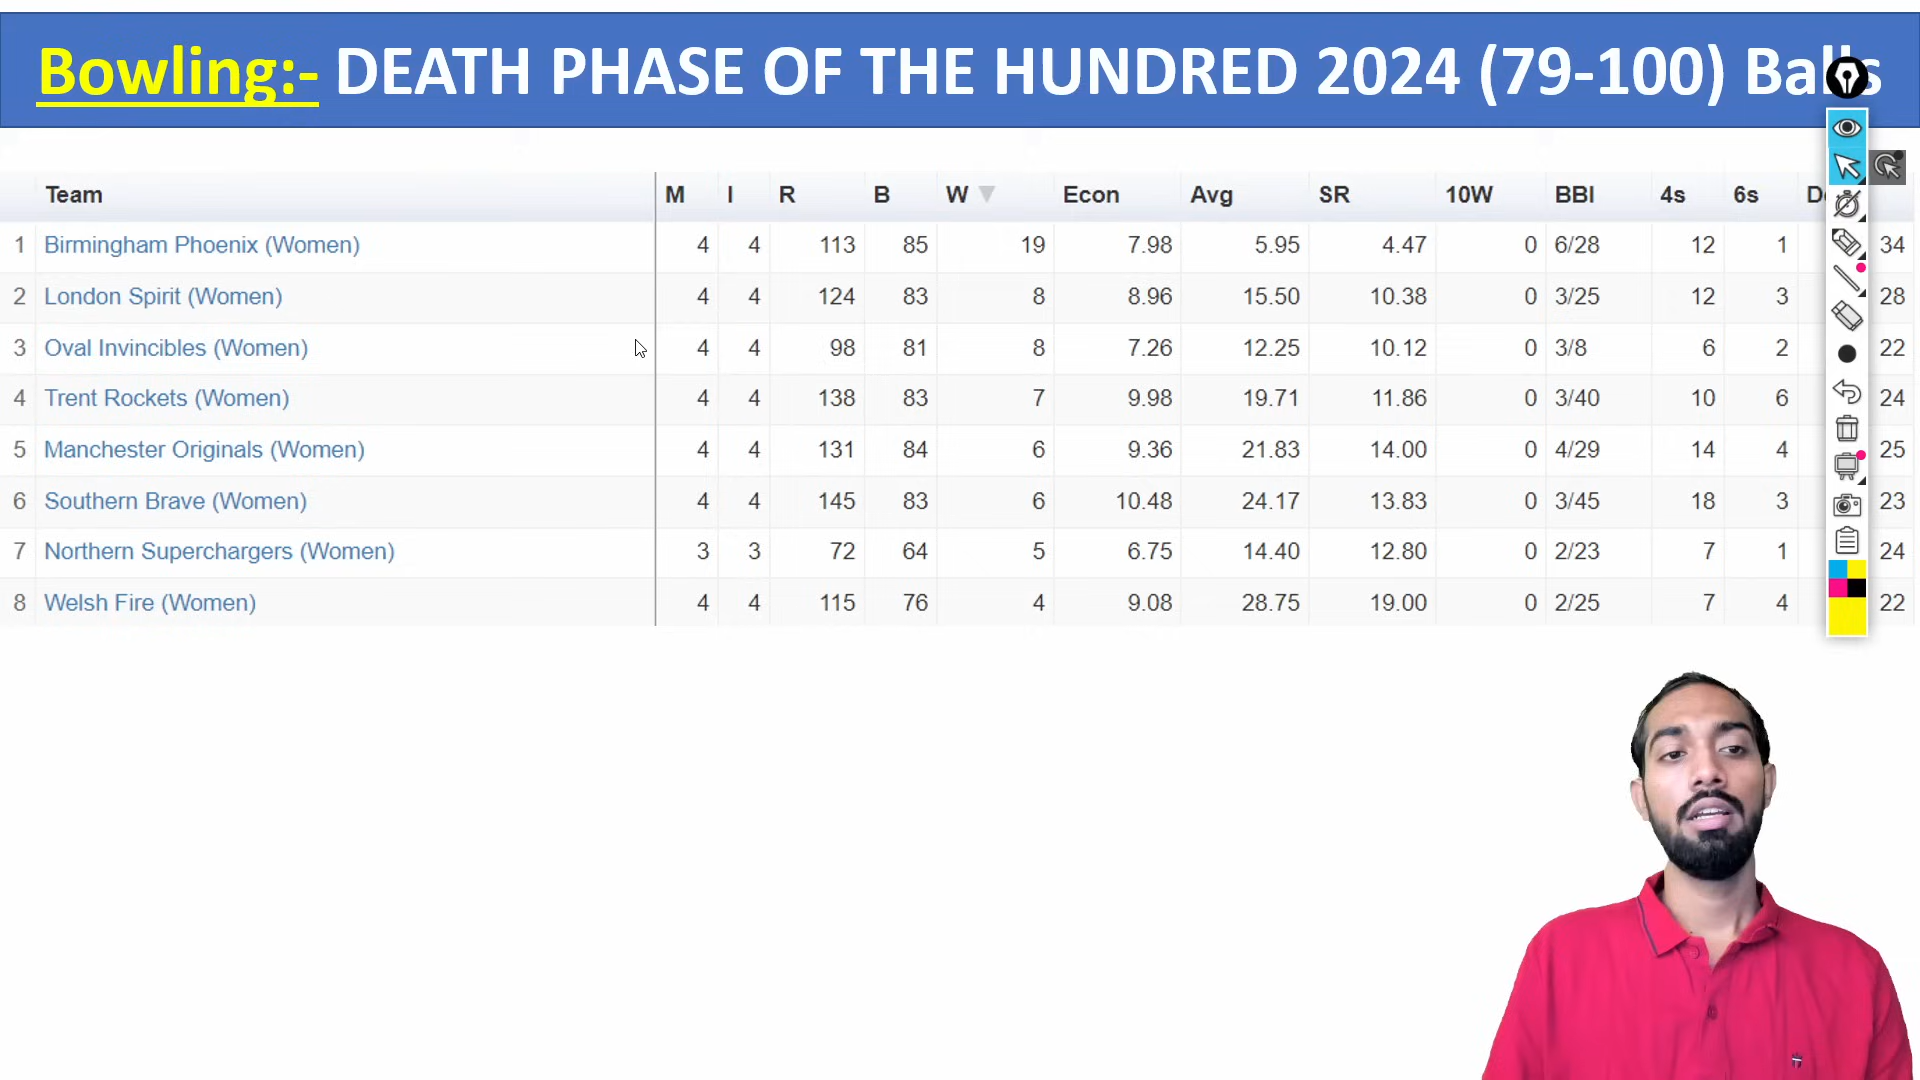 Bowling:- DEATH PHASE OF THE HUNDRED 2024 (79-100) Balls
Team M I R B W Econ Avg SR 10W BBI 4s 6s
1 Birmingham Phoenix (Women) 4 4 113 85 19 7.98 5.95 4.47 0 6/28 12 1 34
2 London Spirit (Women) 4 4 124 83 8 8.96 15.50 10.38 0 3/25 12 3 28
3 Oval Invincibles (Women) 4 4 98 81 8 7.26 12.25 10.12 0 3/8 6 2 22
4 Trent Rockets (Women) 4 4 138 83 7 9.98 19.71 11.86 0 3/40 10 6 24
5 Manchester Originals (Women) 4 4 131 84 6 9.36 21.83 14.00 0 4/29 14 4 25
6 Southern Brave (Women) 4 4 145 83 6 10.48 24.17 13.83 0 3/45 18 3 23
7 Northern Superchargers (Women) 3 3 72 64 5 6.75 14.40 12.80 0 2/23 7 1 24
8 Welsh Fire (Women) 4 4 115 76 4 9.08 28.75 19.00 0 2/25 7 4 22